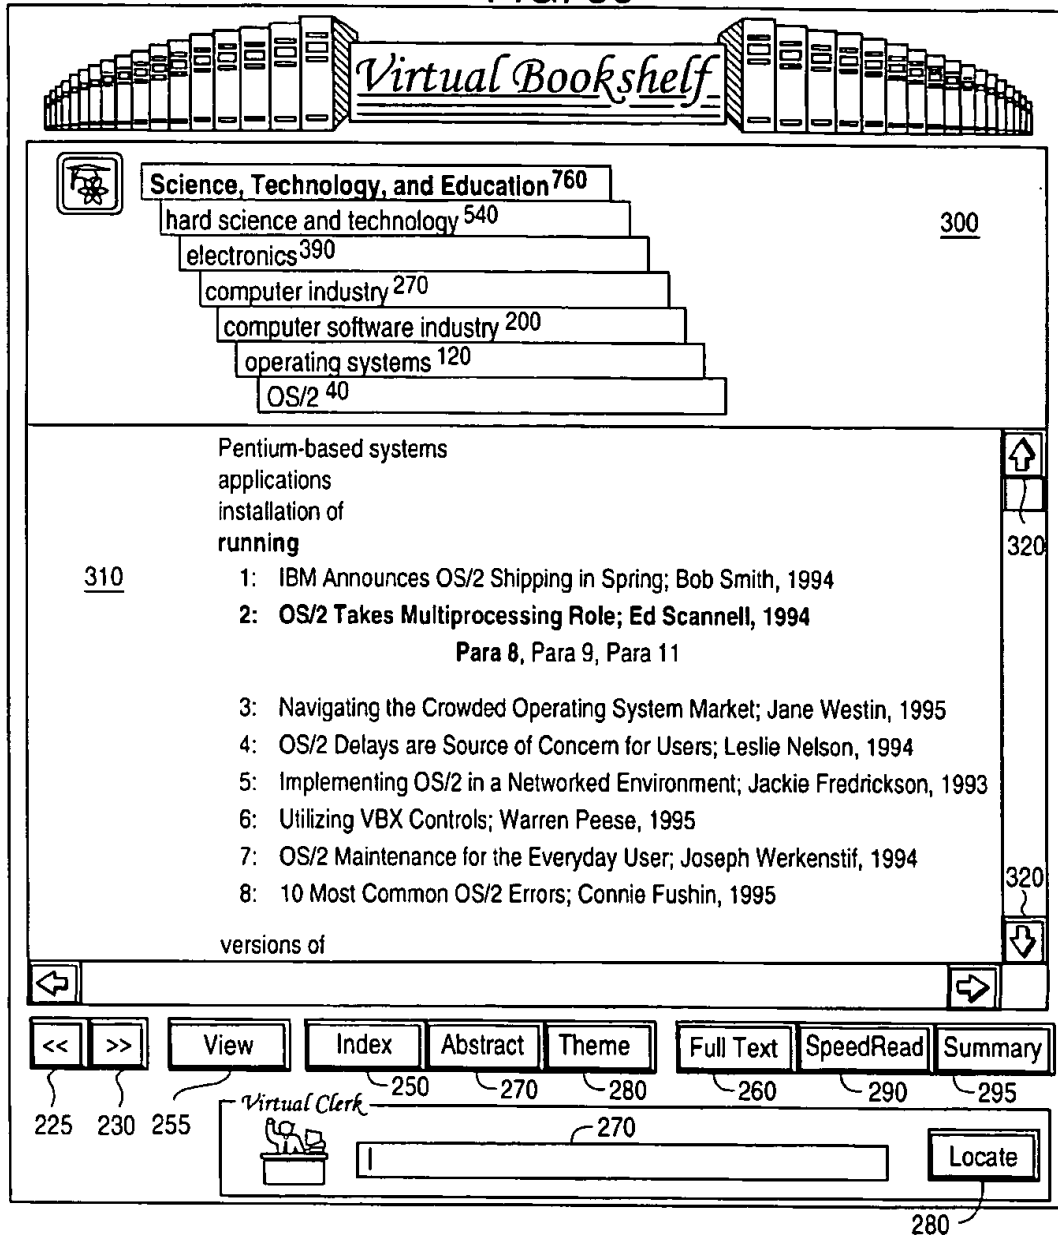 Virtual Bookshelf
Science, Technology, and Education 760
hard science and technology 540
300
electronics 390
computer industry 270
computer software industry 200
operating systems 120
OS/2 40
Pentium-based systems
applications
installation of
running
320
310
1: IBM Announces OS/2 Shipping in Spring; Bob Smith, 1994
2: OS/2 Takes Multiprocessing Role; Ed Scannell, 1994
Para 8, Para 9, Para 11
3: Navigating the Crowded Operating System Market; Jane Westin, 1995
4: OS/2 Delays are Source of Concern for Users; Leslie Nelson, 1994
5: Implementing OS/2 in a Networked Environment; Jackie Fredrickson, 1993
6: Utilizing VBX Controls; Warren Peese, 1995
7: OS/2 Maintenance for the Everyday User; Joseph Werkenstif, 1994
320
8: 10 Most Common OS/2 Errors; Connie Fushin, 1995
versions of
<< >> View Index Abstract Theme Full Text SpeedRead Summary
250 270 280 260 290 295
225 230 255
Virtual Clerk
270
Locate
280